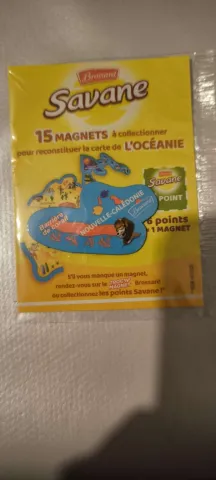 Brossard
Savane
15 MAGNETS à collectionner
pour reconstituer la carte de L'OCÉANIE
Savane
POINT
NOUVELLE-CALÉDONIE
6 points
1 MAGNET
S'il vous manque un magnet,
rendez-vous sur le Brossard
ou collectionnez les points Savane !